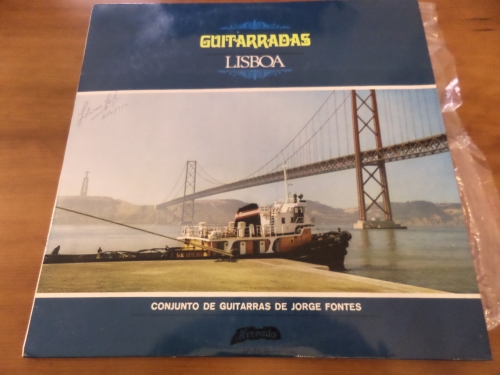 GUITARRADAS
LISBOA
CONJUNTO DE GUITARRAS DE JORGE FONTES